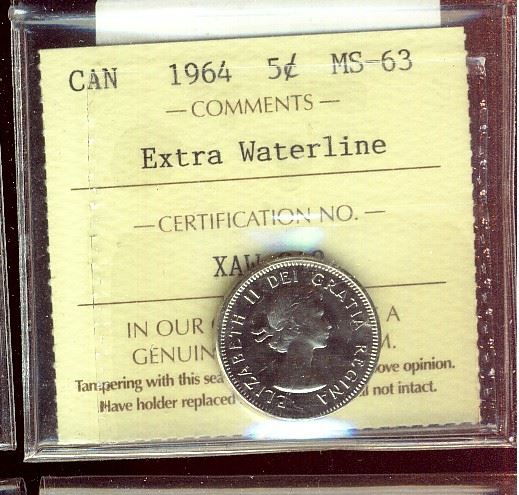 CAN 1964 5¢ MS-63
— COMMENTS —
Extra Waterline
— CERTIFICATION NO. —
XAW
IN OUR A
GENUIN M.
Tampering with this sea ove opinion.
Have holder replaced not intact.
ELIZABETH II DEI GRATIA REGINA